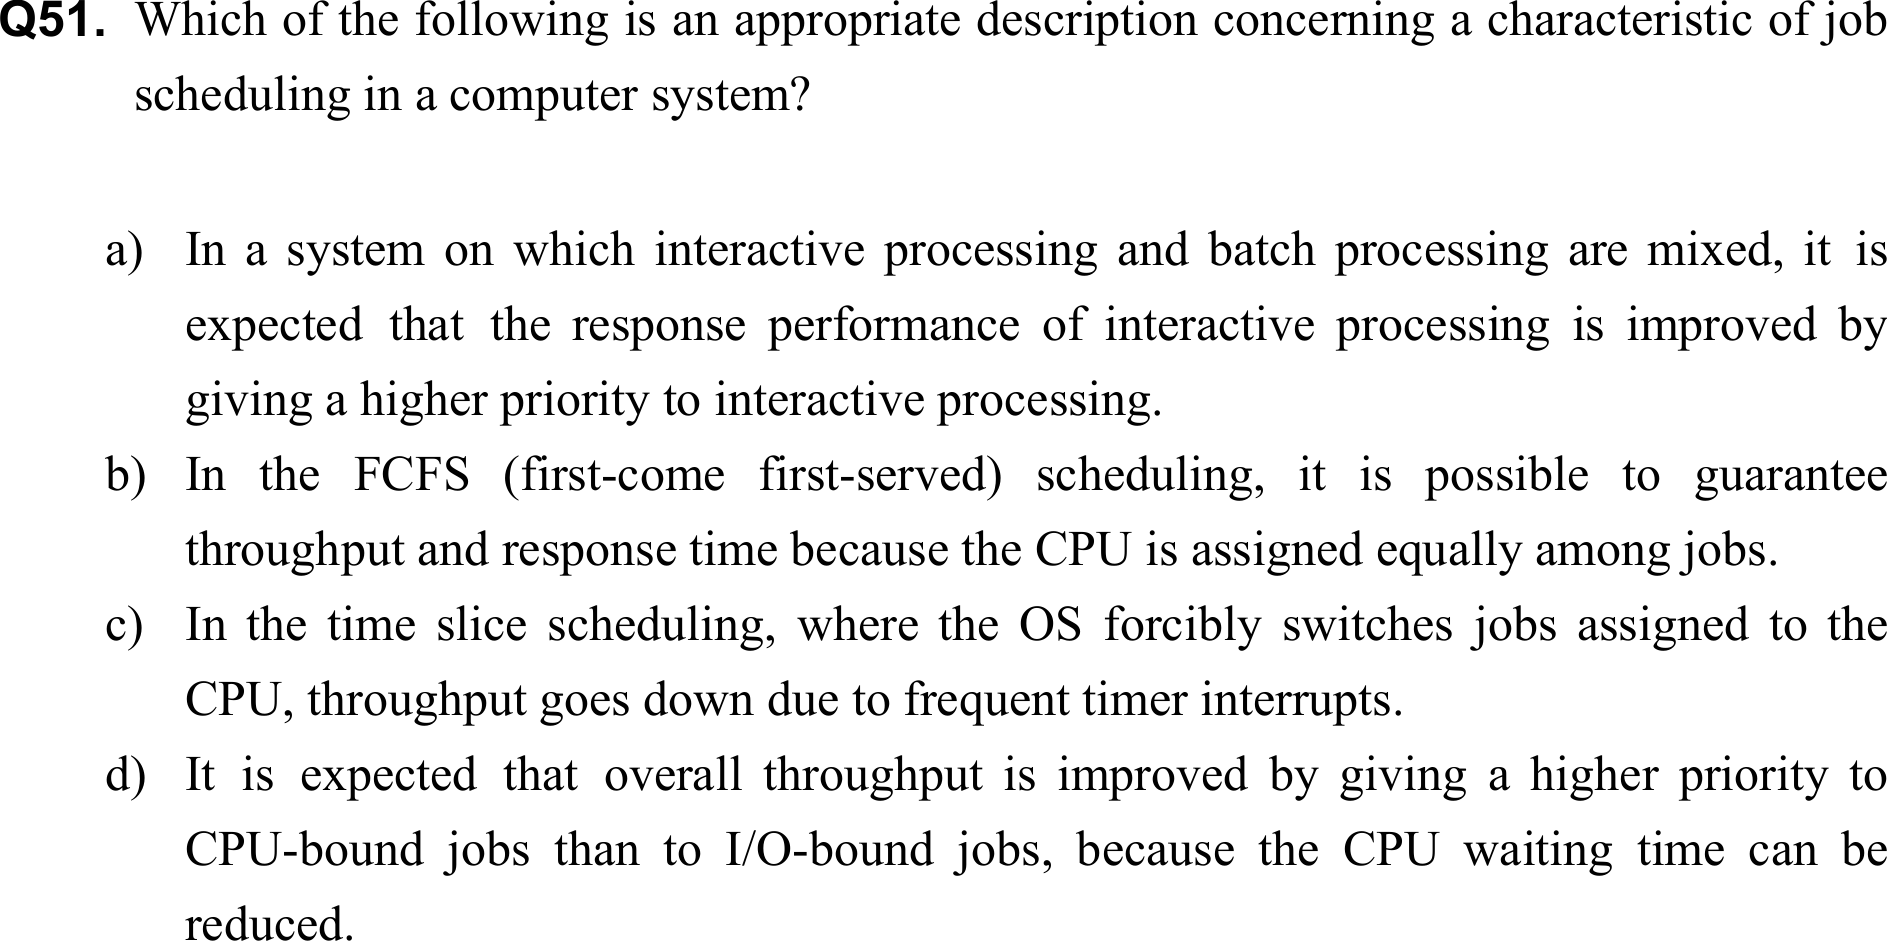 Q51. Which of the following is an appropriate description concerning a characteristic of job
scheduling in a computer system?
a) In a system on which interactive processing and batch processing are mixed, it is
expected that the response performance of interactive processing is improved by
giving a higher priority to interactive processing.
b) In the FCFS (first-come first-served) scheduling, it is possible to guarantee
throughput and response time because the CPU is assigned equally among jobs.
c) In the time slice scheduling, where the OS forcibly switches jobs assigned to the
CPU, throughput goes down due to frequent timer interrupts.
d) It is expected that overall throughput is improved by giving a higher priority to
CPU-bound jobs than to I/O-bound jobs, because the CPU waiting time can be
reduced.